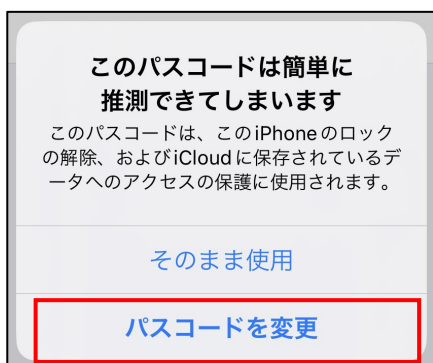 このパスコードは簡単に
推測できてしまいます
このパスコードは、このiPhoneのロック
の解除、およびiCloudに保存されているデ
ータへのアクセスの保護に使用されます。
そのまま使用
パスコードを変更